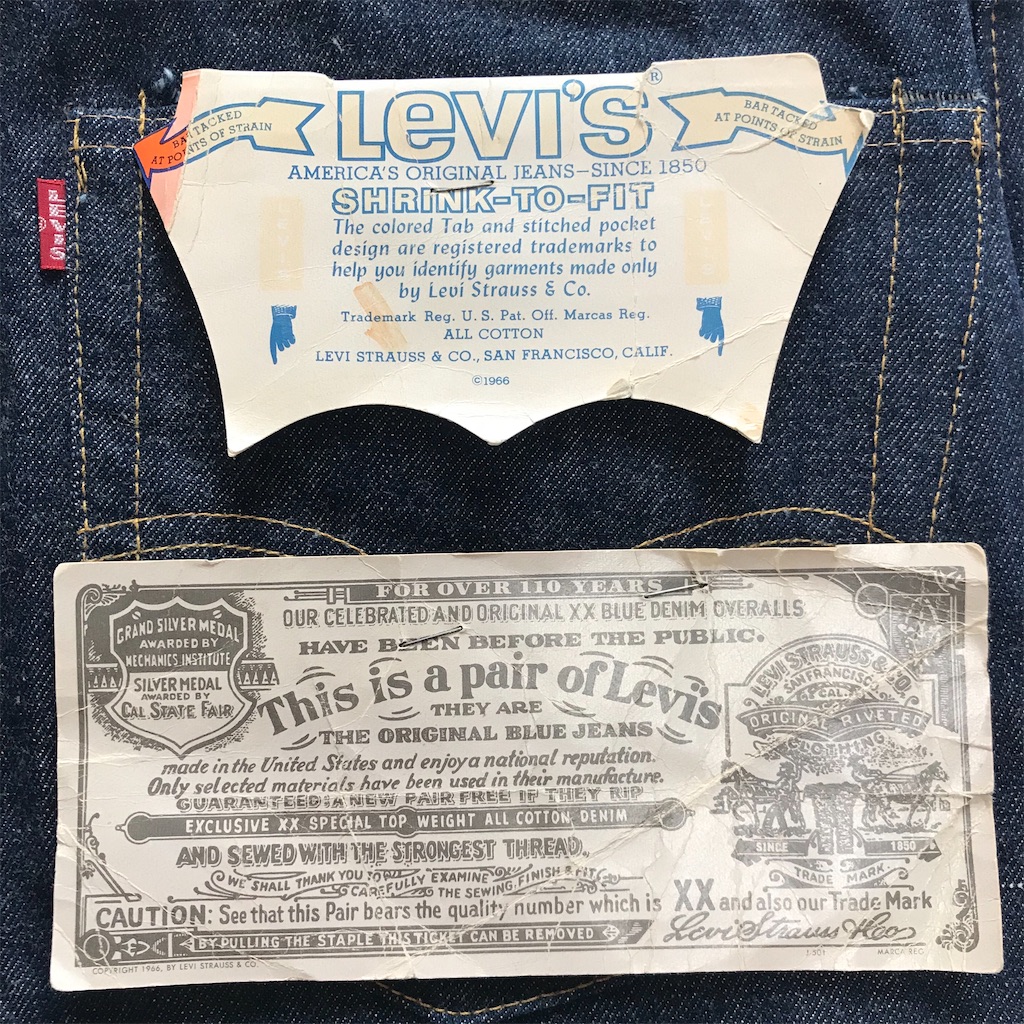 LEVI'S®
BAR TACKED
AT POINTS OF STRAIN
BAR TACKED
AT POINTS OF STRAIN
AMERICA'S ORIGINAL JEANS—SINCE 1850
SHRINK-TO-FIT
The colored Tab and stitched pocket
design are registered trademarks to
help you identify garments made only
by Levi Strauss & Co.
Trademark Reg. U. S. Pat. Off. Marcas Reg.
ALL COTTON
LEVI STRAUSS & CO., SAN FRANCISCO, CALIF.
©1966
LEVI'S
FOR OVER 110 YEARS
OUR CELEBRATED AND ORIGINAL XX BLUE DENIM OVERALLS
HAVE BEEN BEFORE THE PUBLIC.
GRAND SILVER MEDAL
AWARDED BY
MECHANICS INSTITUTE
SILVER MEDAL
AWARDED BY
CAL. STATE FAIR
This is a pair of Levi's
THEY ARE
THE ORIGINAL BLUE JEANS
made in the United States and enjoy a national reputation.
Only selected materials have been used in their manufacture.
GUARANTEED: A NEW PAIR FREE IF THEY RIP
EXCLUSIVE XX SPECIAL TOP WEIGHT ALL COTTON DENIM
AND SEWED WITH THE STRONGEST THREAD.
WE SHALL THANK YOU TO
CAREFULLY EXAMINE THE SEWING, FINISH & FIT
LEVI STRAUSS & CO.
SAN FRANCISCO,
CAL.
ORIGINAL RIVETED
CLOTHING
SINCE 1850
TRADE MARK
CAUTION: See that this Pair bears the quality number which is XX and also our Trade Mark
BY PULLING THE STAPLE THIS TICKET CAN BE REMOVED
Levi Strauss & Co
COPYRIGHT 1966, BY LEVI STRAUSS & CO.
MARCA REG.